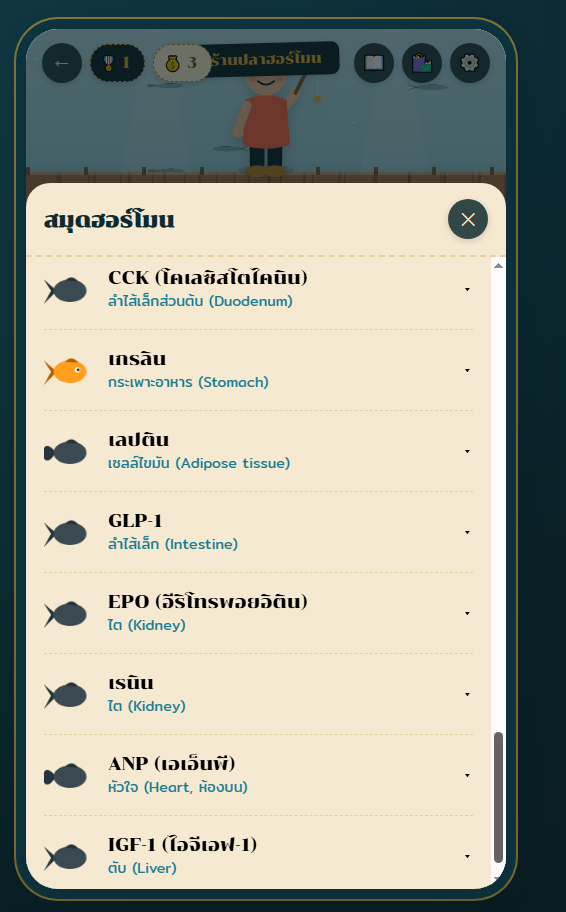 ←
1
3
ร้านปลาฮอร์โมน
สมุดฮอร์โมน
CCK (โคเลซิสโตไคนิน)
ลำไส้เล็กส่วนต้น (Duodenum)
เกรลิน
กระเพาะอาหาร (Stomach)
เลปติน
เซลล์ไขมัน (Adipose tissue)
GLP-1
ลำไส้เล็ก (Intestine)
EPO (อีริโทรพอยอิติน)
ไต (Kidney)
เรนิน
ไต (Kidney)
ANP (เอเอ็นพี)
หัวใจ (Heart, ห้องบน)
IGF-1 (ไอจีเอฟ-1)
ตับ (Liver)